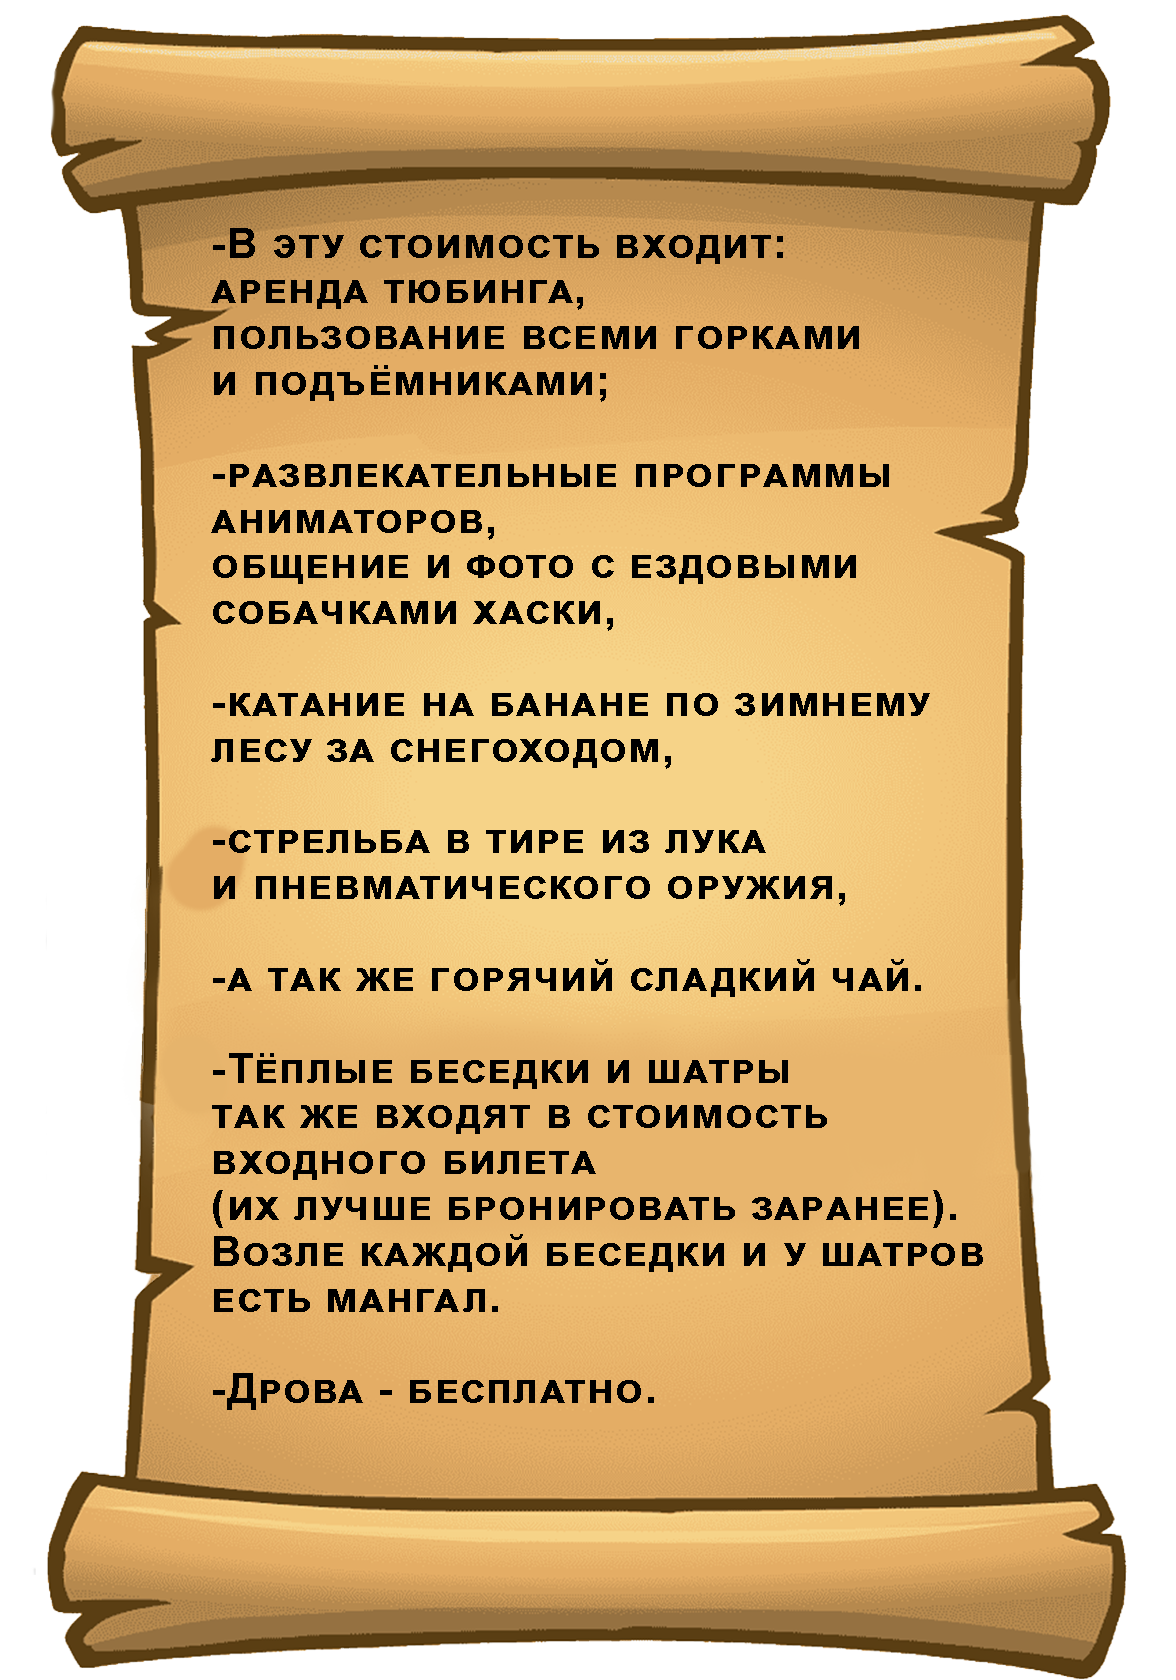 -В эту стоимость входит:
аренда тюбинга,
пользование всеми горками
и подъёмниками;
-развлекательные программы
аниматоров,
общение и фото с ездовыми
собачками хаски,
-катание на банане по зимнему
лесу за снегоходом,
-стрельба в тире из лука
и пневматического оружия,
-а так же горячий сладкий чай.
-Тёплые беседки и шатры
так же входят в стоимость
входного билета
(их лучше бронировать заранее).
Возле каждой беседки и у шатров
есть мангал.
-Дрова - бесплатно.